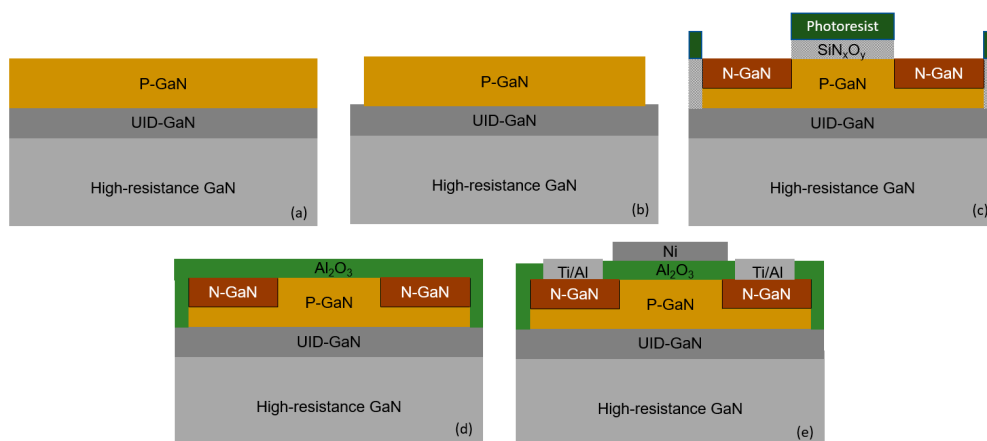 P-GaN
UID-GaN
High-resistance GaN
(a)
P-GaN
UID-GaN
High-resistance GaN
(b)
Photoresist
SiNₓOᵧ
N-GaN
N-GaN
P-GaN
UID-GaN
High-resistance GaN
(c)
Al₂O₃
N-GaN
N-GaN
P-GaN
UID-GaN
High-resistance GaN
(d)
Ni
Ti/Al
Al₂O₃
Ti/Al
N-GaN
N-GaN
P-GaN
UID-GaN
High-resistance GaN
(e)